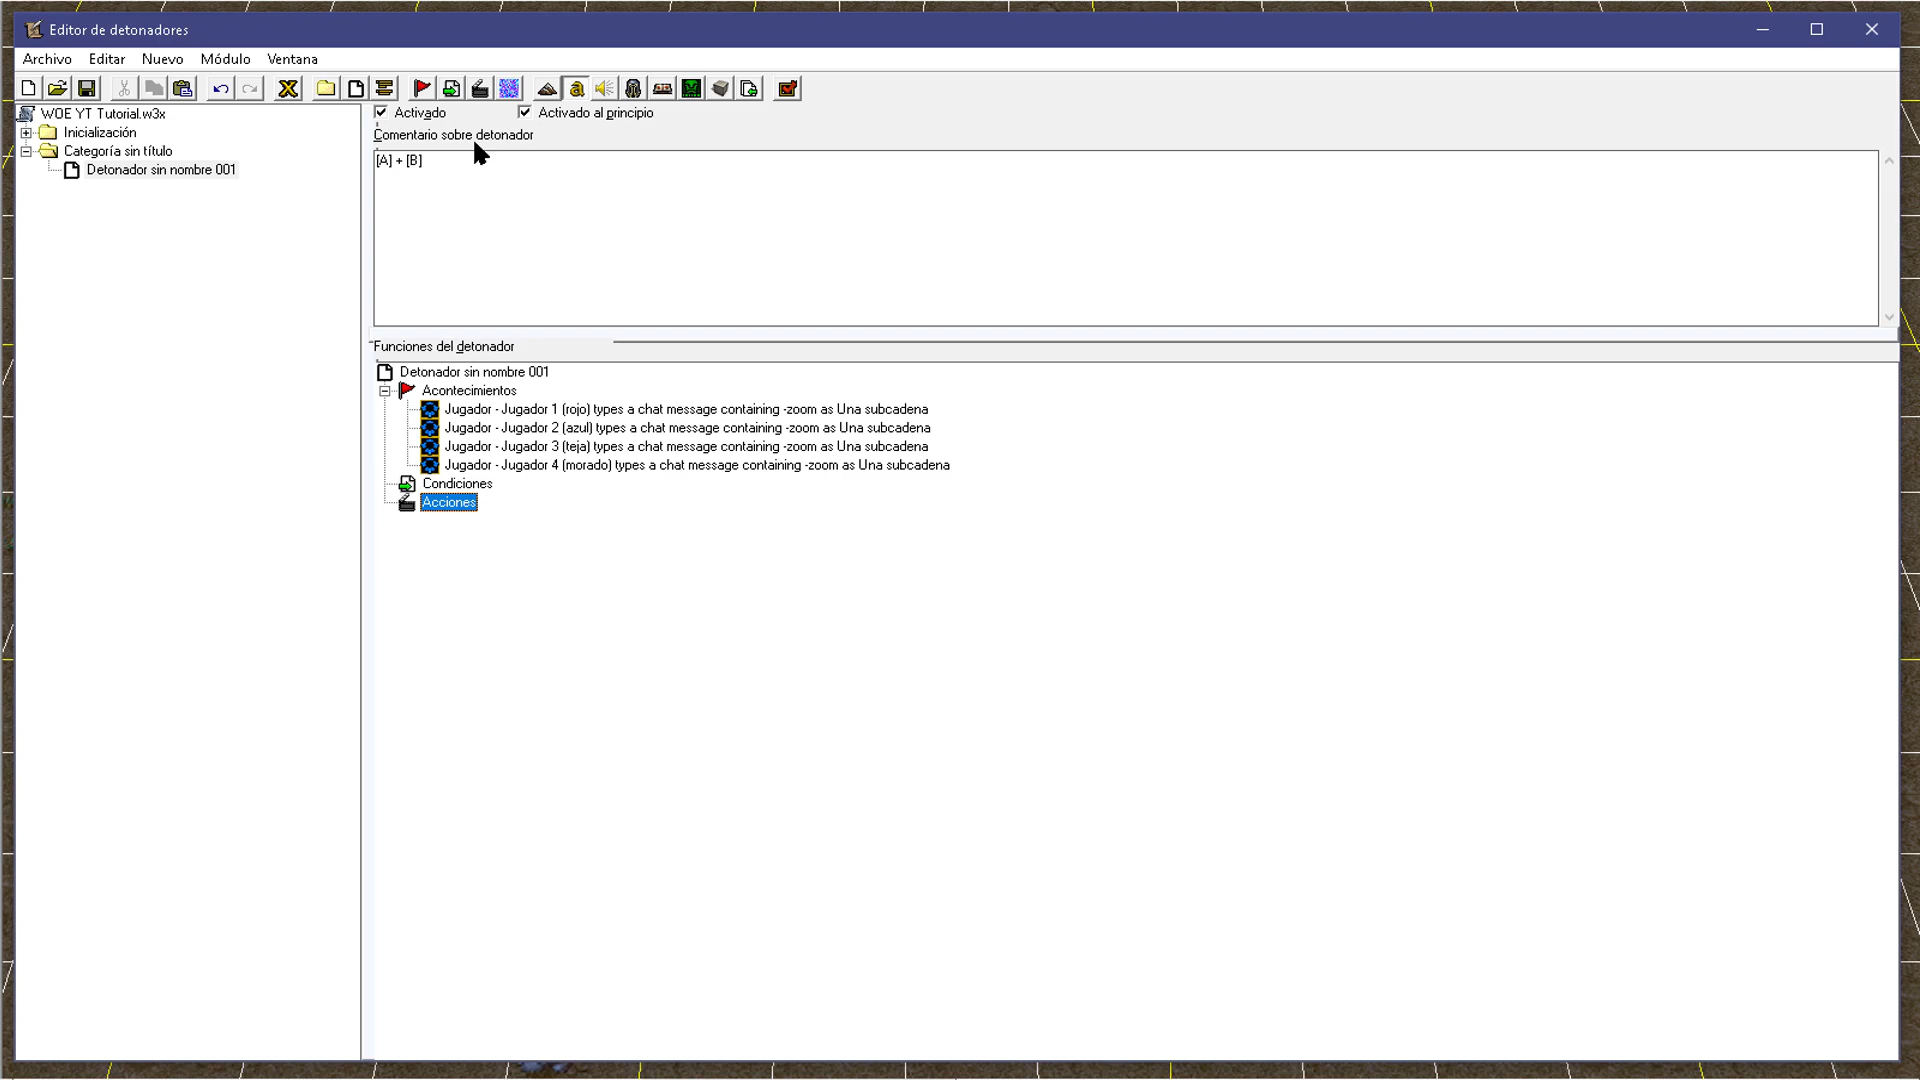 Editor de detonadores
Archivo Editar Nuevo Módulo Ventana
WOE YT Tutorial.w3x
Inicialización
Categoría sin título
Detonador sin nombre 001
Activado Activado al principio
Comentario sobre detonador
[A] + [B]
Funciones del detonador
Detonador sin nombre 001
Acontecimientos
Jugador - Jugador 1 (rojo) types a chat message containing -zoom as Una subcadena
Jugador - Jugador 2 (azul) types a chat message containing -zoom as Una subcadena
Jugador - Jugador 3 (teja) types a chat message containing -zoom as Una subcadena
Jugador - Jugador 4 (morado) types a chat message containing -zoom as Una subcadena
Condiciones
Acciones